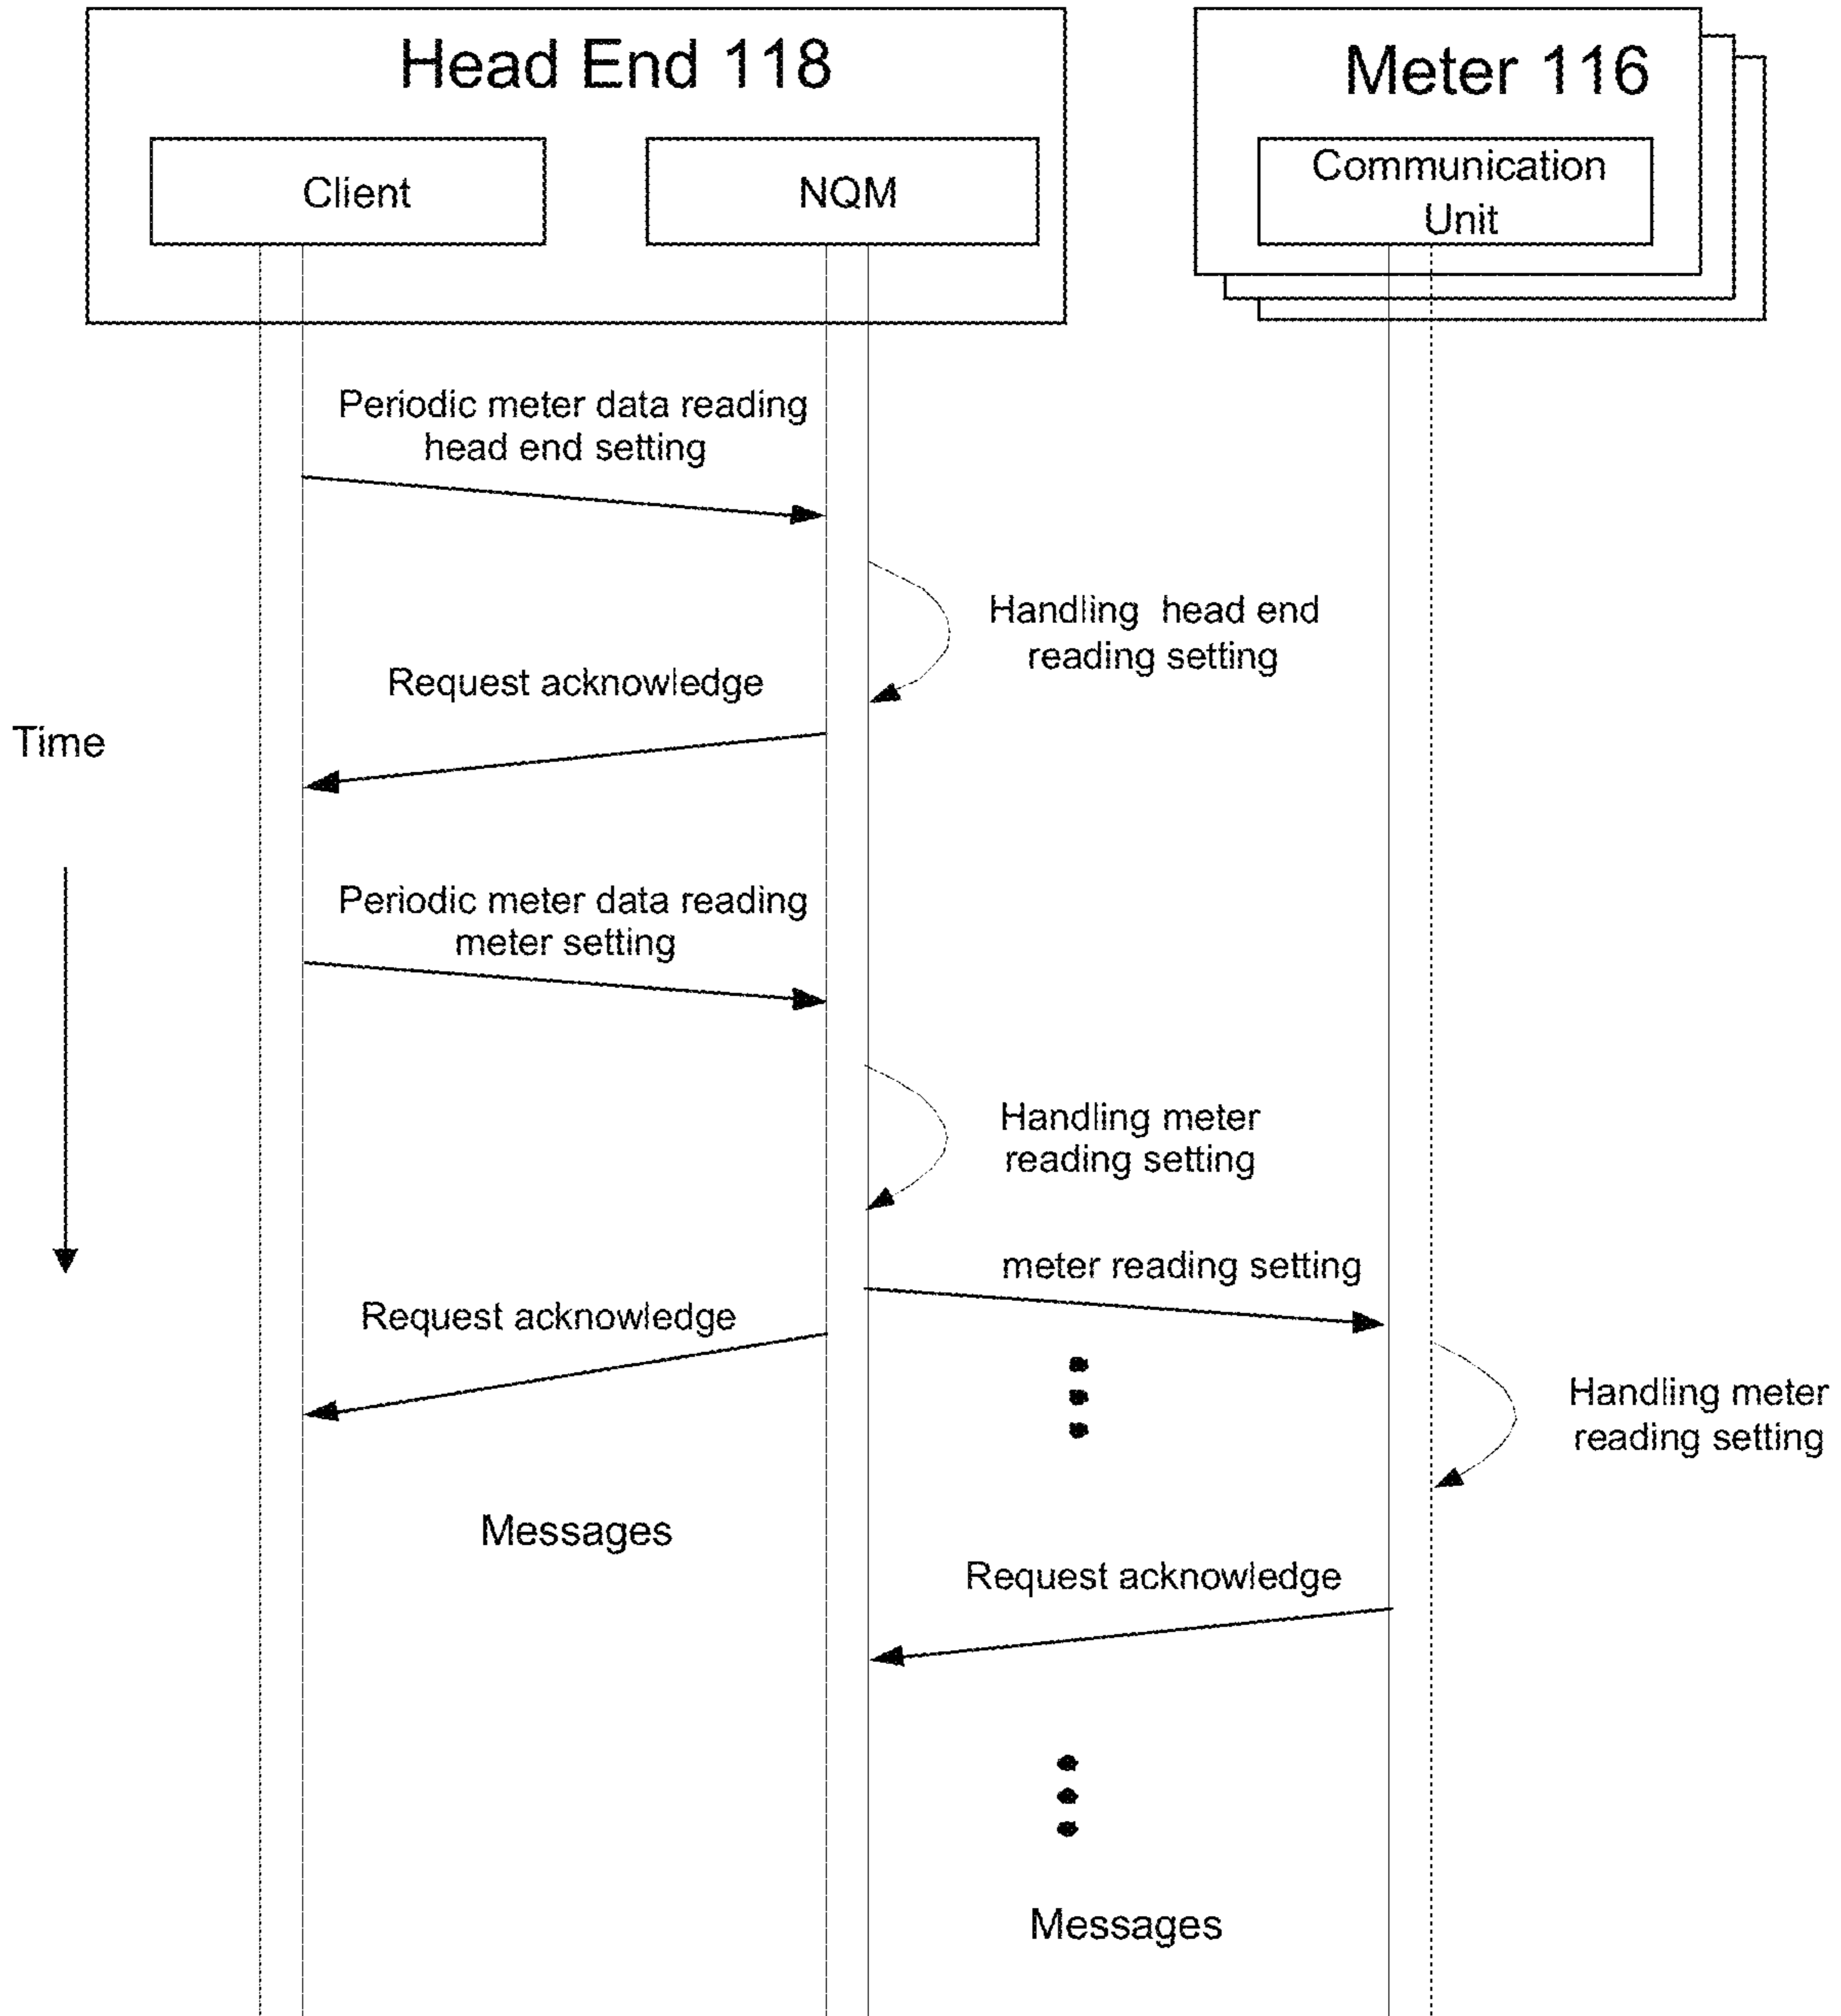 Head End 118
Meter 116
Client
NQM
Communication
Unit
Periodic meter data reading
head end setting
Handling head end
reading setting
Request acknowledge
Time
Periodic meter data reading
meter setting
Handling meter
reading setting
meter reading setting
Request acknowledge
Handling meter
reading setting
Messages
Request acknowledge
Messages